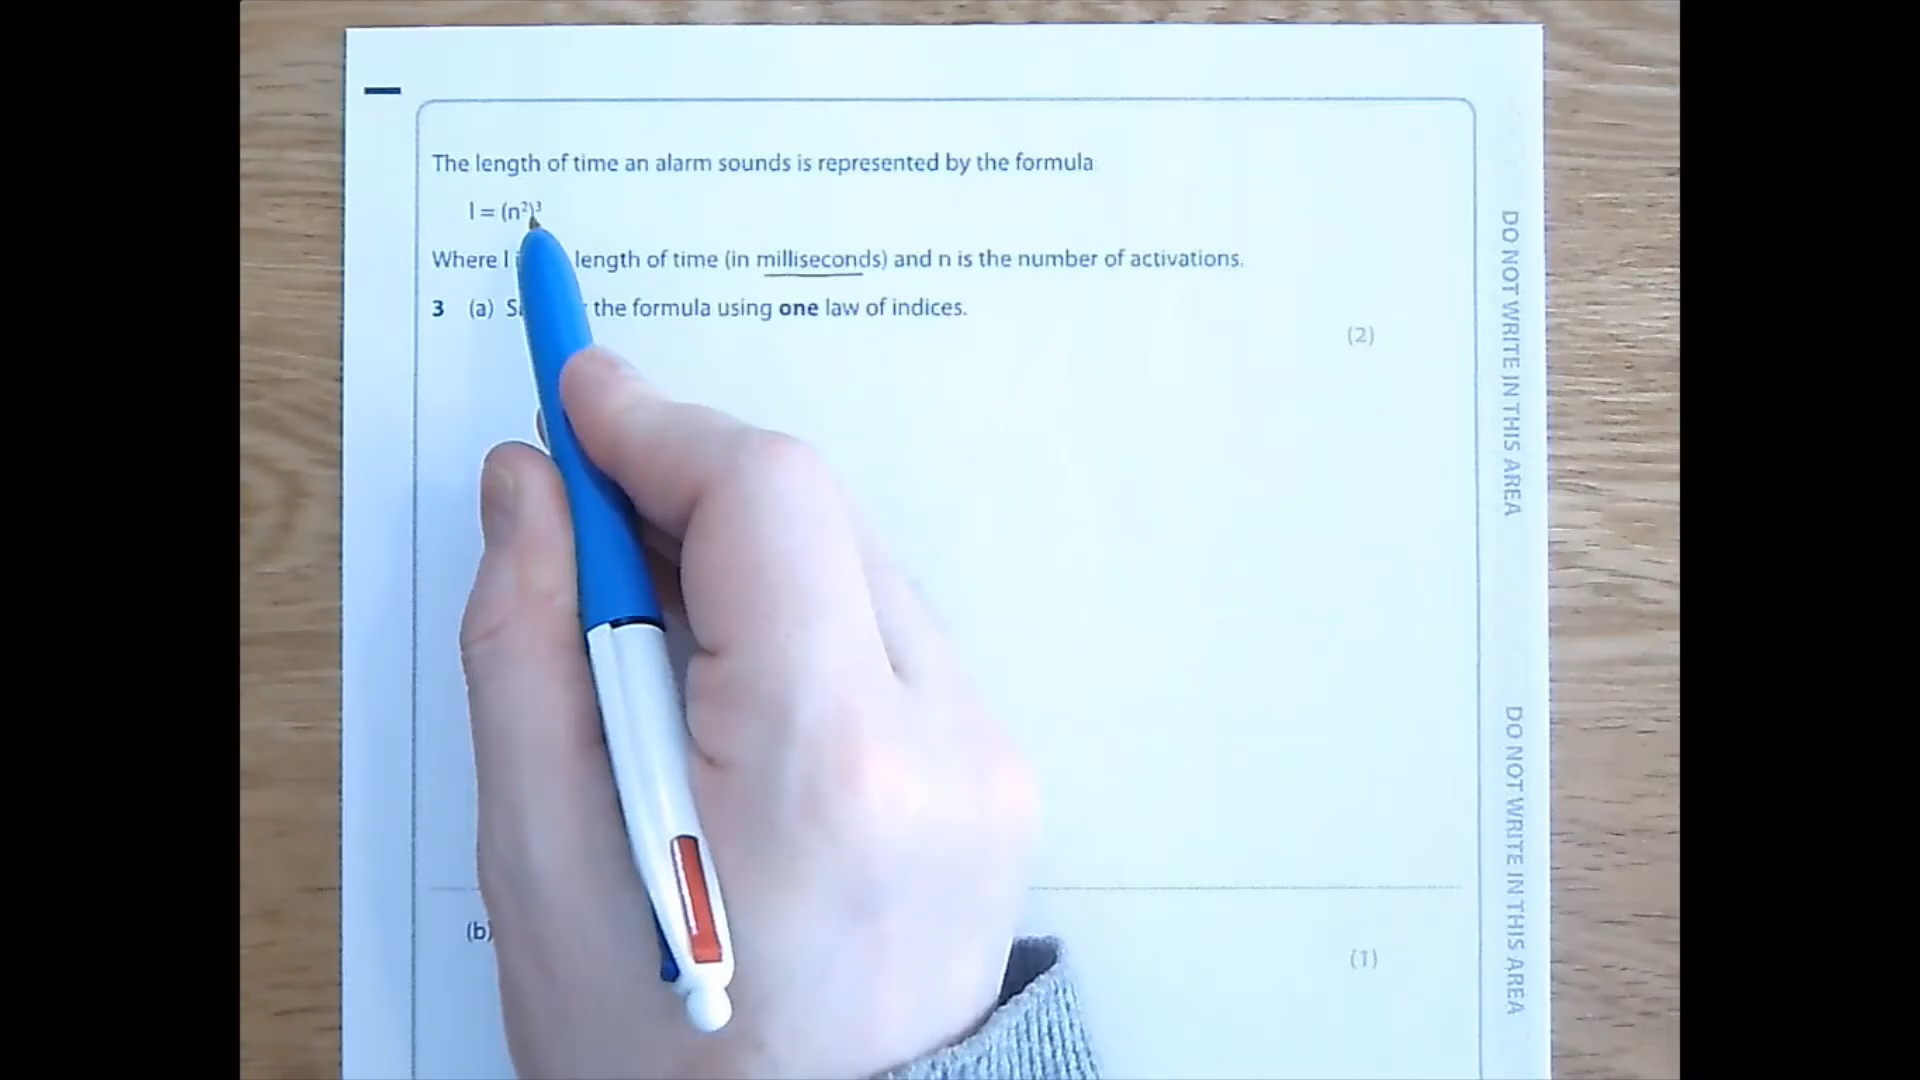 The length of time an alarm sounds is represented by the formula
l = (n²)³
Where l length of time (in milliseconds) and n is the number of activations.
3 (a) the formula using one law of indices.
(2)
(b)
(1)
DO NOT WRITE IN THIS AREA
DO NOT WRITE IN THIS AREA